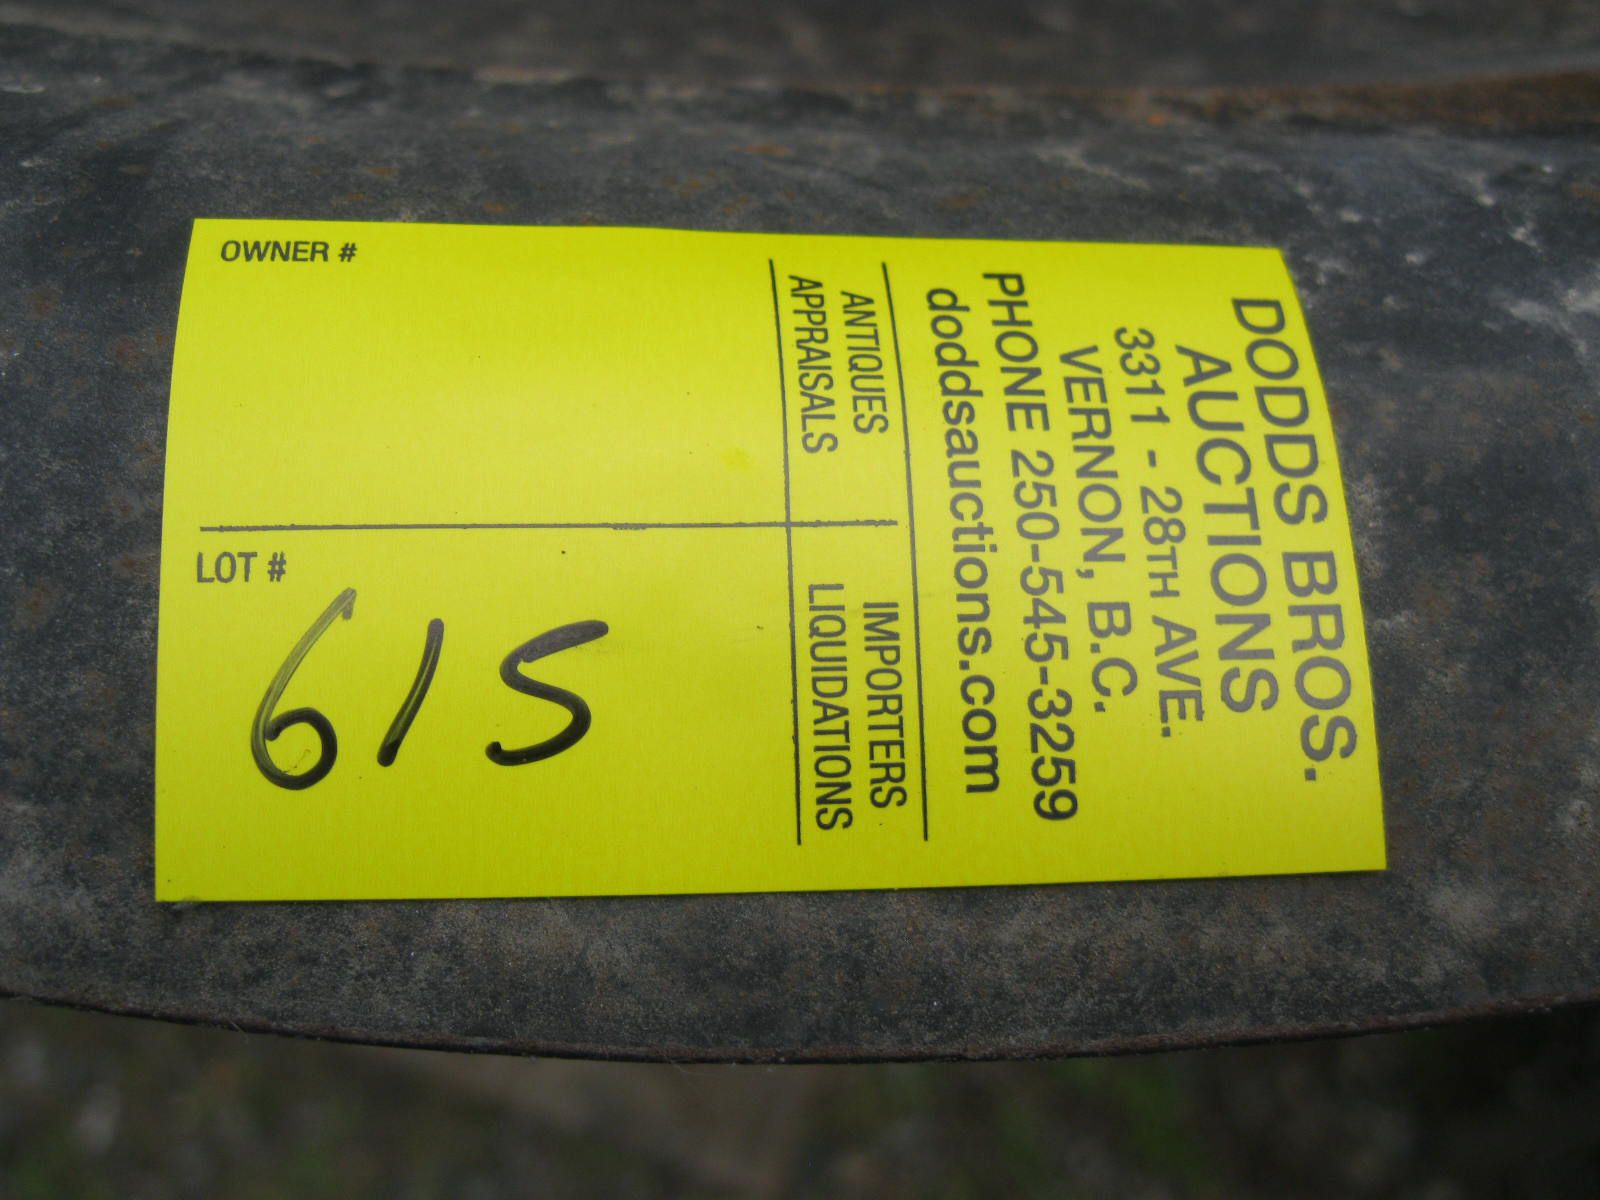 DODDS BROS.
AUCTIONS
3311 - 28TH AVE.
VERNON, B.C.
PHONE 250-545-3259
doddsauctions.com
ANTIQUES IMPORTERS
APPRAISALS LIQUIDATIONS
OWNER #
LOT #
615